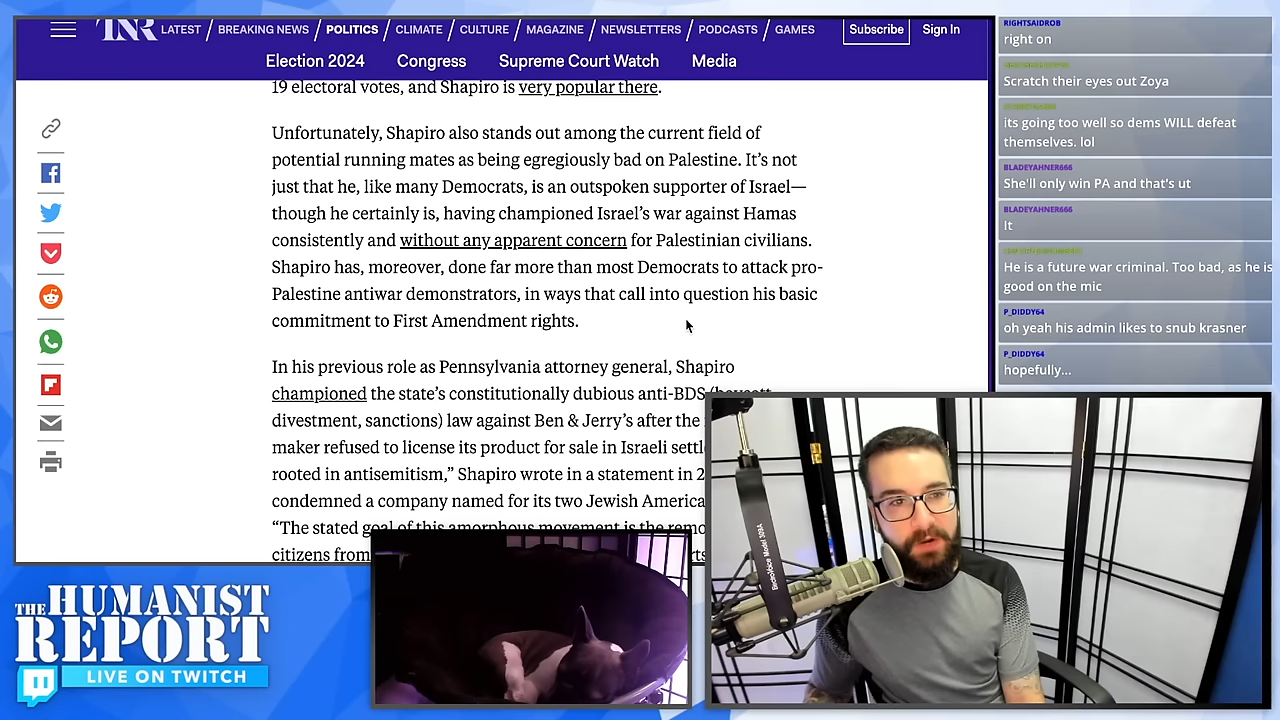 TNR
LATEST / BREAKING NEWS / POLITICS / CLIMATE / CULTURE / MAGAZINE / NEWSLETTERS / PODCASTS / GAMES
Subscribe
Sign In
Election 2024 Congress Supreme Court Watch Media
19 electoral votes, and Shapiro is very popular there.
Unfortunately, Shapiro also stands out among the current field of
potential running mates as being egregiously bad on Palestine. It’s not
just that he, like many Democrats, is an outspoken supporter of Israel—
though he certainly is, having championed Israel’s war against Hamas
consistently and without any apparent concern for Palestinian civilians.
Shapiro has, moreover, done far more than most Democrats to attack pro-
Palestine antiwar demonstrators, in ways that call into question his basic
commitment to First Amendment rights.
In his previous role as Pennsylvania attorney general, Shapiro
championed the state’s constitutionally dubious anti-BDS (boycott
divestment, sanctions) law against Ben & Jerry’s after the
maker refused to license its product for sale in Israeli
rooted in antisemitism,” Shapiro wrote in a statement in 2
condemned a company named for its two Jewish
“The stated goal of this amorphous movement is the
citizens from
RIGHTSAIDROB
right on
Scratch their eyes out Zoya
its going too well so dems WILL defeat
themselves. lol
BLADEYAHNER666
She'll only win PA and that's ut
BLADEYAHNER666
It
He is a future war criminal. Too bad, as he is
good on the mic
P_DIDDY64
oh yeah his admin likes to snub krasner
P_DIDDY64
hopefully...
THE HUMANIST
REPORT
LIVE ON TWITCH